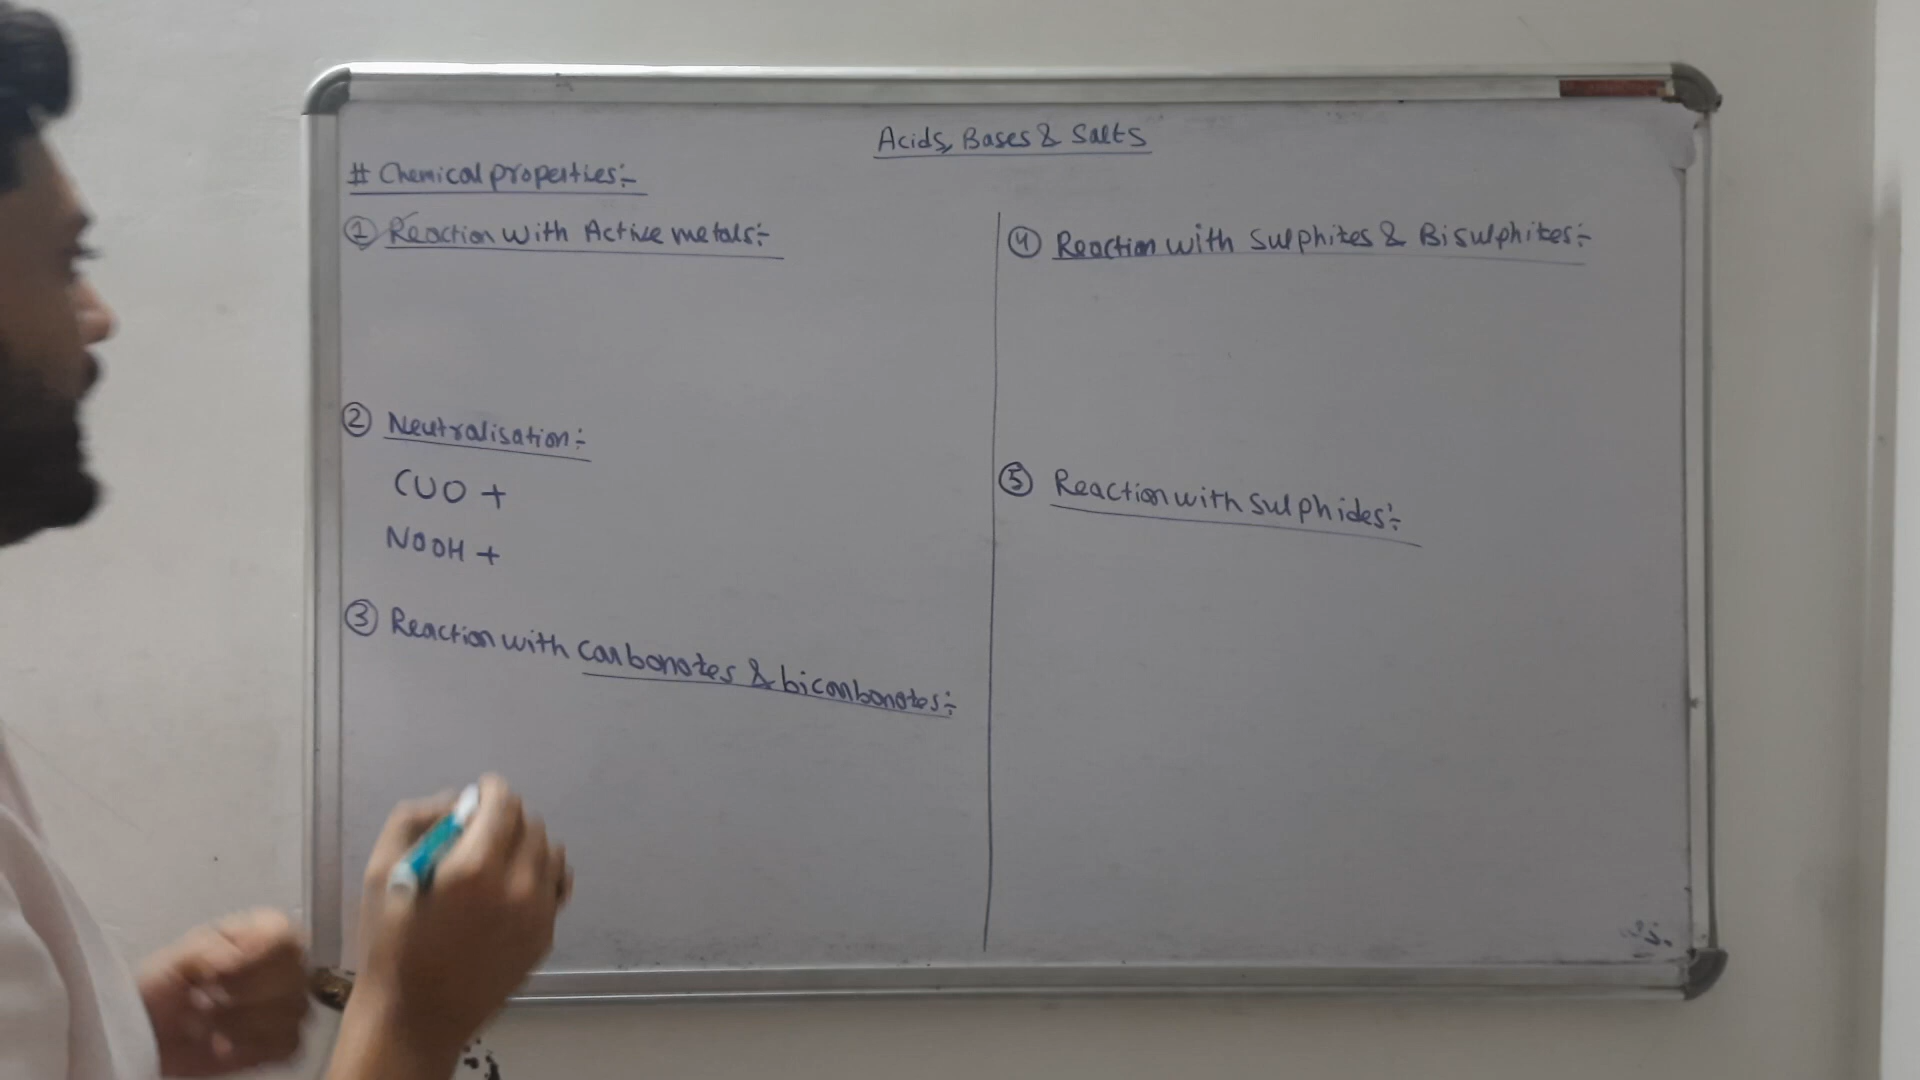 Acids, Bases & Salts
# Chemical properties:-
① Reaction with Active metals:-
② Neutralisation:-
CUO +
NaOH +
③ Reaction with carbonates & bicarbonates:-
④ Reaction with Sulphites & Bisulphites:-
⑤ Reaction with Sulphides:-